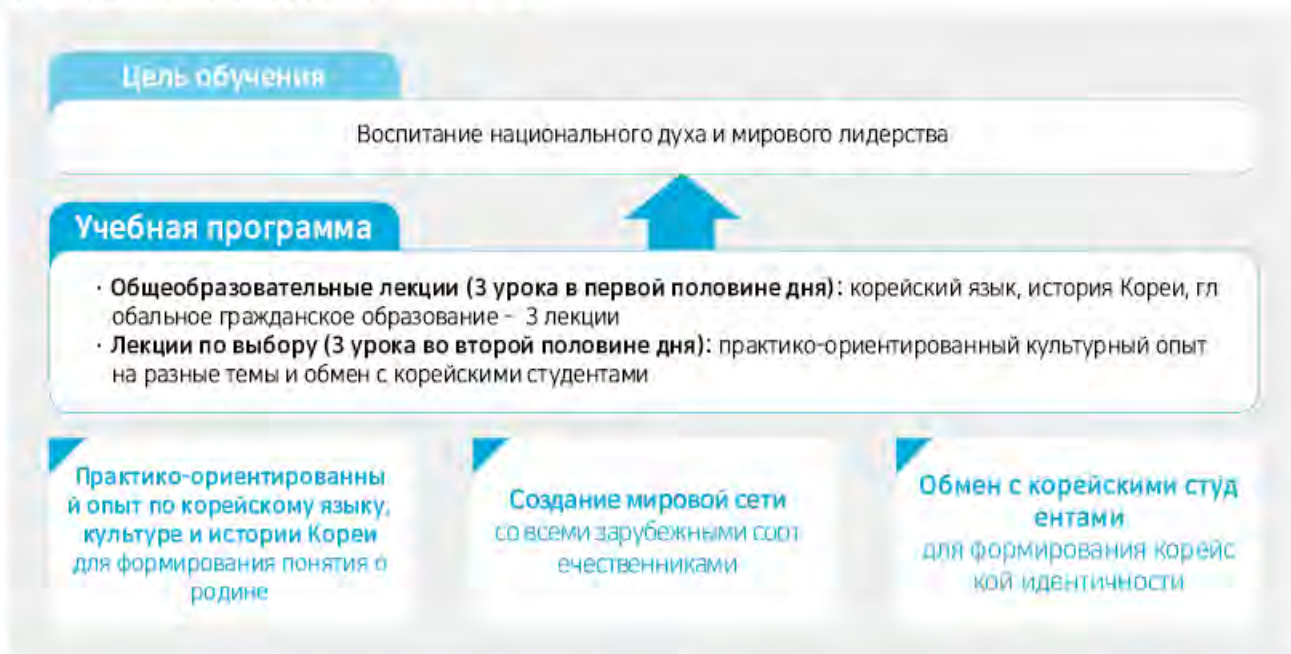 Цель обучения
Воспитание национального духа и мирового лидерства
Учебная программа
· Общеобразовательные лекции (3 урока в первой половине дня): корейский язык, история Кореи, гл
обальное гражданское образование - 3 лекции
· Лекции по выбору (3 урока во второй половине дня): практико-ориентированный культурный опыт
на разные темы и обмен с корейскими студентами
Практико-ориентированны
й опыт по корейскому языку,
культуре и истории Кореи
для формирования понятия о
родине
Создание мировой сети
со всеми зарубежными соот
ечественниками
Обмен с корейскими студ
ентами
для формирования корейс
кой идентичности